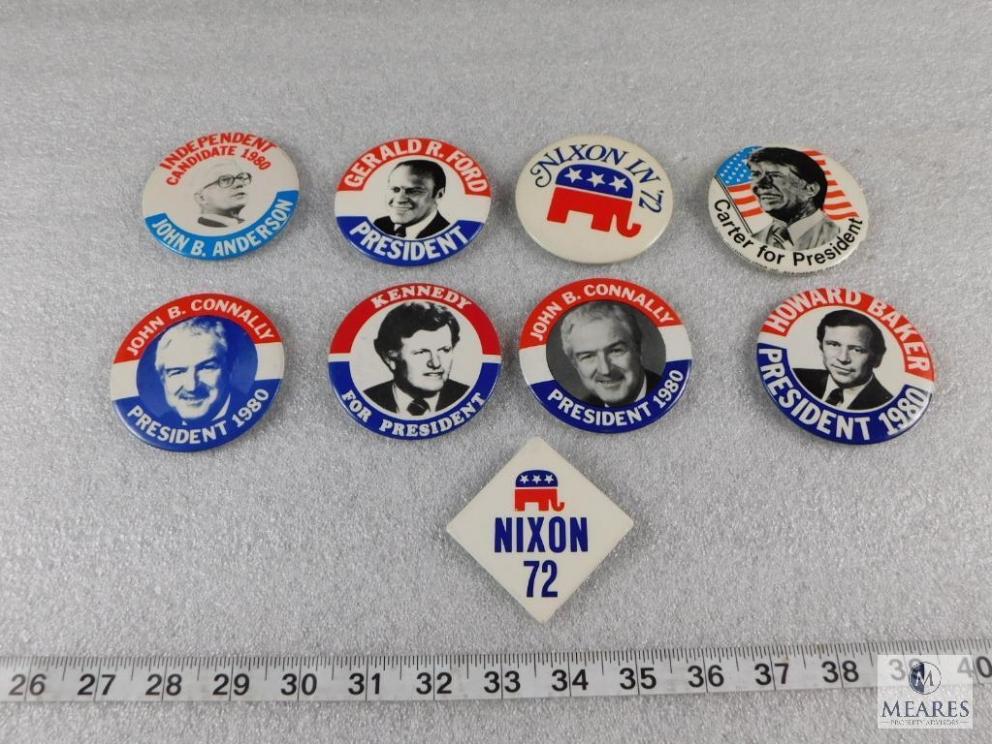 INDEPENDENT
CANDIDATE 1980
JOHN B. ANDERSON
GERALD R. FORD
PRESIDENT
NIXON IN '72
Carter for President
JOHN B. CONNALLY
PRESIDENT 1980
KENNEDY
FOR PRESIDENT
JOHN B. CONNALLY
PRESIDENT 1980
HOWARD BAKER
PRESIDENT 1980
NIXON
72
26 27 28 29 30 31 32 33 34 35 36 37 38 39 40
M
MEARES
PROPERTY ADVISORS